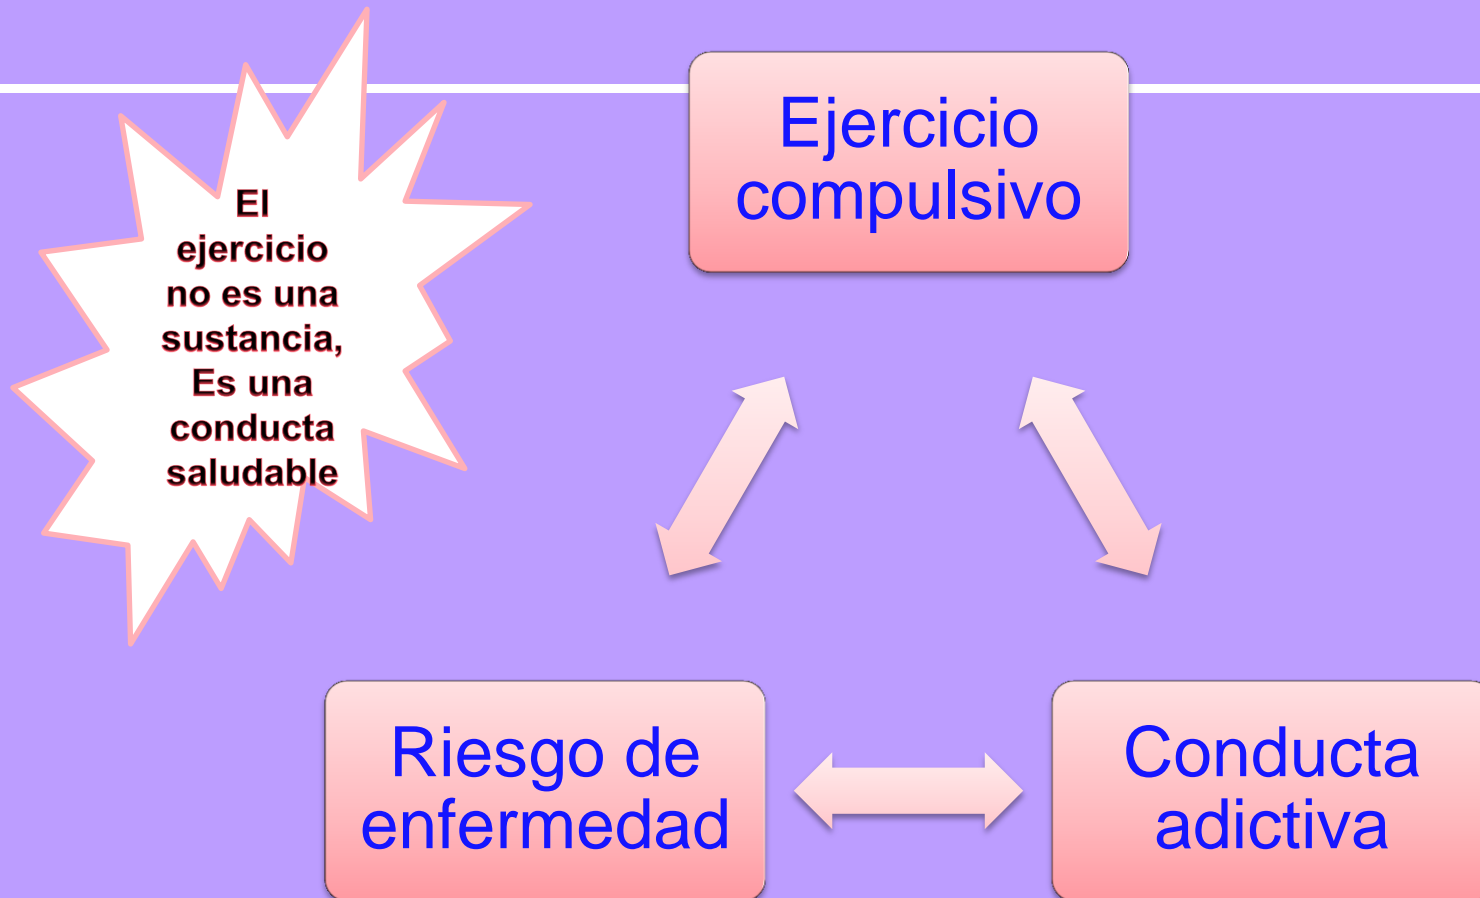 El
ejercicio
no es una
sustancia,
Es una
conducta
saludable
Ejercicio
compulsivo
Riesgo de
enfermedad
Conducta
adictiva